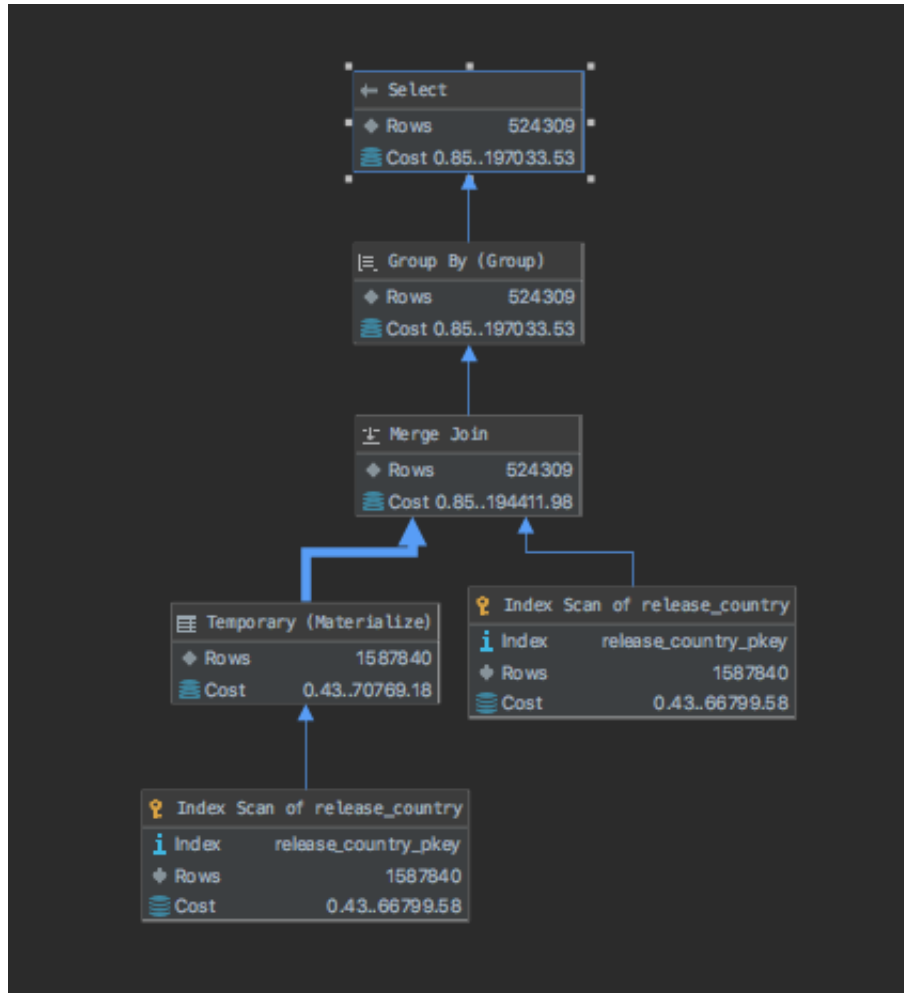 Select
Rows 524309
Cost 0.85..197033.53
Group By (Group)
Rows 524309
Cost 0.85..197033.53
Merge Join
Rows 524309
Cost 0.85..194411.98
Temporary (Materialize)
Rows 1587840
Cost 0.43..70769.18
Index Scan of release_country
Index release_country_pkey
Rows 1587840
Cost 0.43..66799.58
Index Scan of release_country
Index release_country_pkey
Rows 1587840
Cost 0.43..66799.58